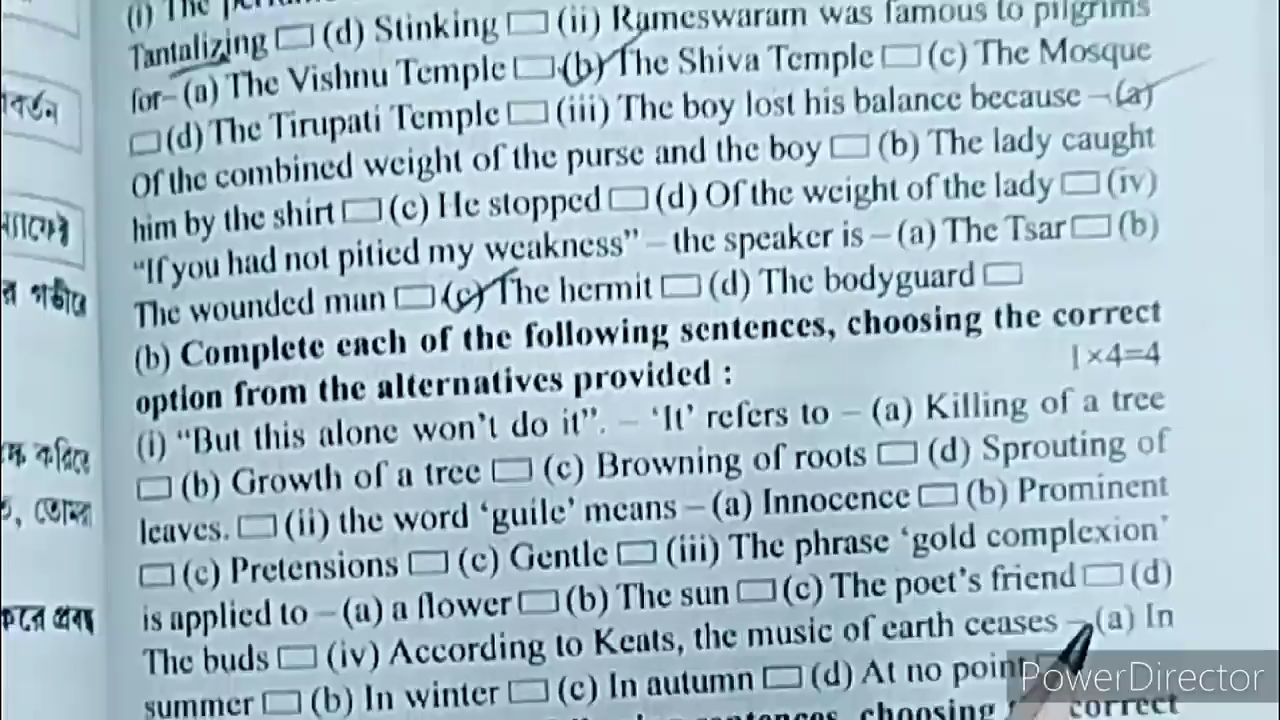 (i) The
Tantalizing (d) Stinking (ii) Rameswaram was famous to pilgrims
for– (a) The Vishnu Temple (b) The Shiva Temple (c) The Mosque
(d) The Tirupati Temple (iii) The boy lost his balance because – (a)
Of the combined weight of the purse and the boy (b) The lady caught
him by the shirt (c) He stopped (d) Of the weight of the lady (iv)
“If you had not pitied my weakness” – the speaker is – (a) The Tsar (b)
The wounded man (c) The hermit (d) The bodyguard
(b) Complete each of the following sentences, choosing the correct
option from the alternatives provided : 1×4=4
(i) “But this alone won’t do it”. – ‘It’ refers to – (a) Killing of a tree
(b) Growth of a tree (c) Browning of roots (d) Sprouting of
leaves. (ii) the word ‘guile’ means – (a) Innocence (b) Prominent
(c) Pretensions (c) Gentle (iii) The phrase ‘gold complexion’
is applied to – (a) a flower (b) The sun (c) The poet’s friend (d)
The buds (iv) According to Keats, the music of earth ceases – (a) In
summer (b) In winter (c) In autumn (d) At no point
sentences, choosing correct
PowerDirector